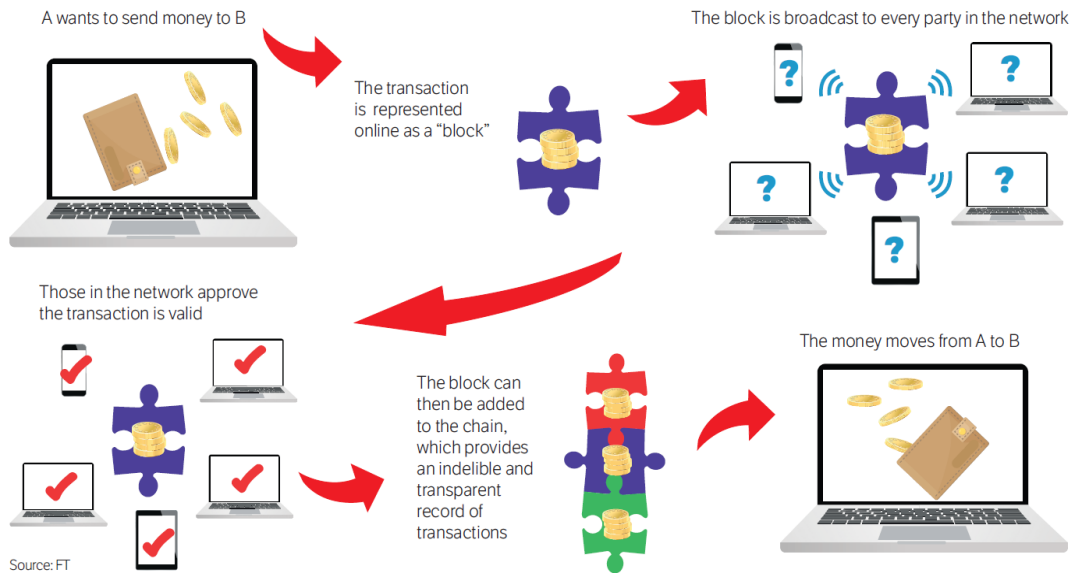 A wants to send money to B
The transaction
is represented
online as a “block”
The block is broadcast to every party in the network
?
?
?
?
?
Those in the network approve
the transaction is valid
The block can
then be added
to the chain,
which provides
an indelible and
transparent
record of
transactions
The money moves from A to B
Source: FT